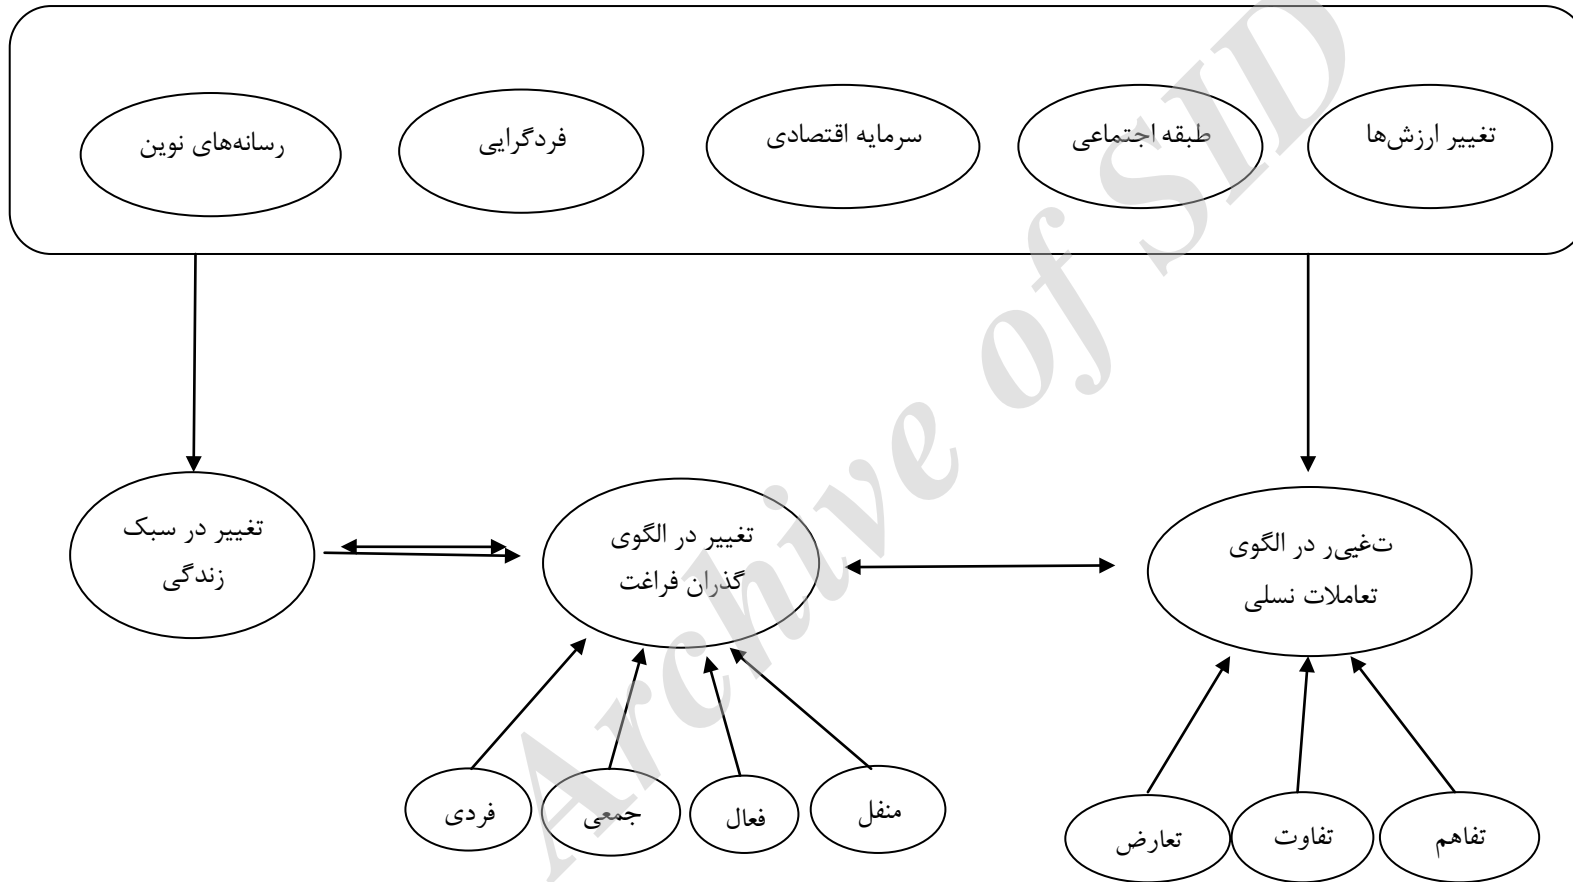 تغییر ارزش‌ها
طبقه اجتماعی
سرمایه اقتصادی
فردگرایی
رسانه‌های نوین
تغییر در الگوی
تعاملات نسلی
تغییر در الگوی
گذران فراغت
تغییر در سبک
زندگی
تفاهم
تفاوت
تعارض
منفل
فعال
جمعی
فردی
Archive of SID